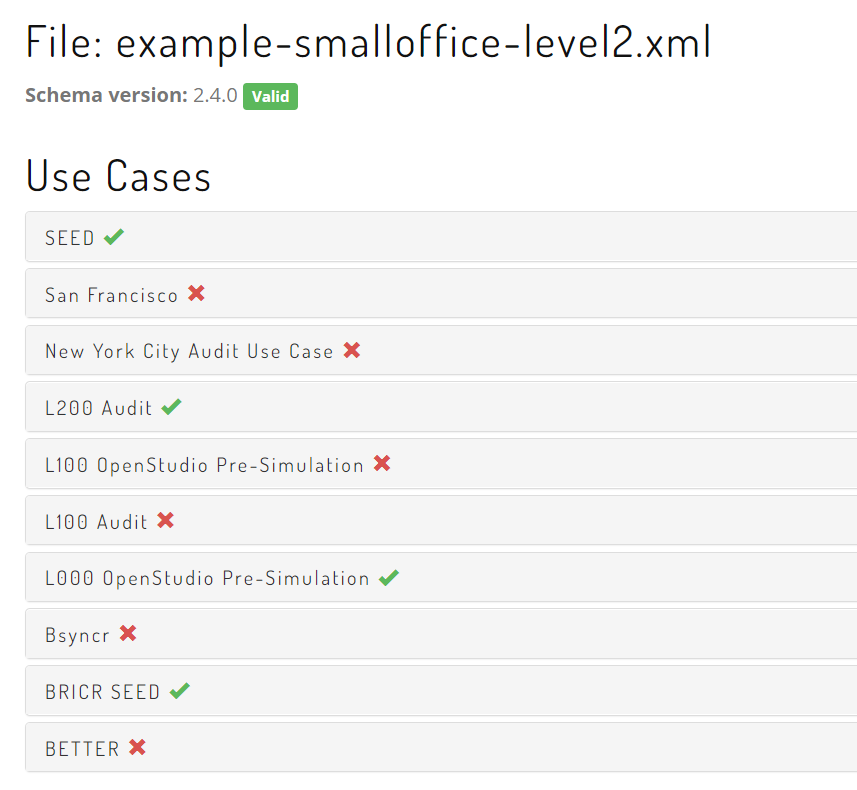 File: example-smalloffice-level2.xml
Schema version: 2.4.0 Valid
Use Cases
SEED
San Francisco
New York City Audit Use Case
L200 Audit
L100 OpenStudio Pre-Simulation
L100 Audit
L000 OpenStudio Pre-Simulation
Bsyncr
BRICR SEED
BETTER